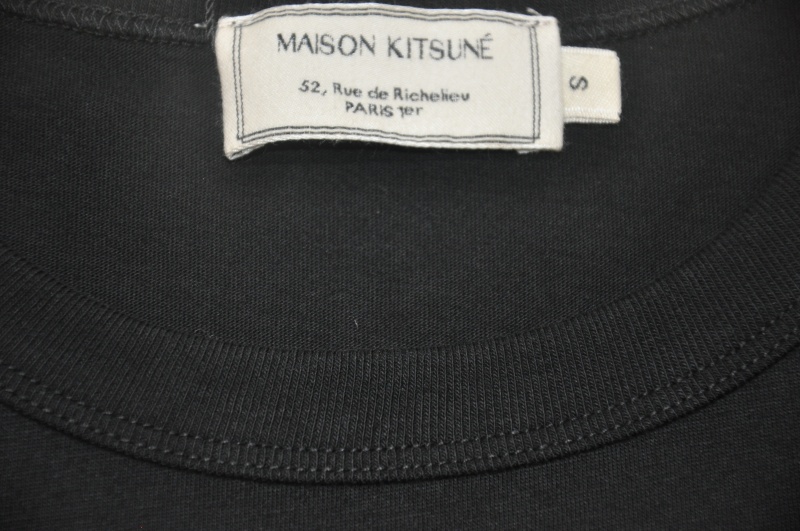 MAISON KITSUNÉ
52, Rue de Richelieu
PARIS 1er
S